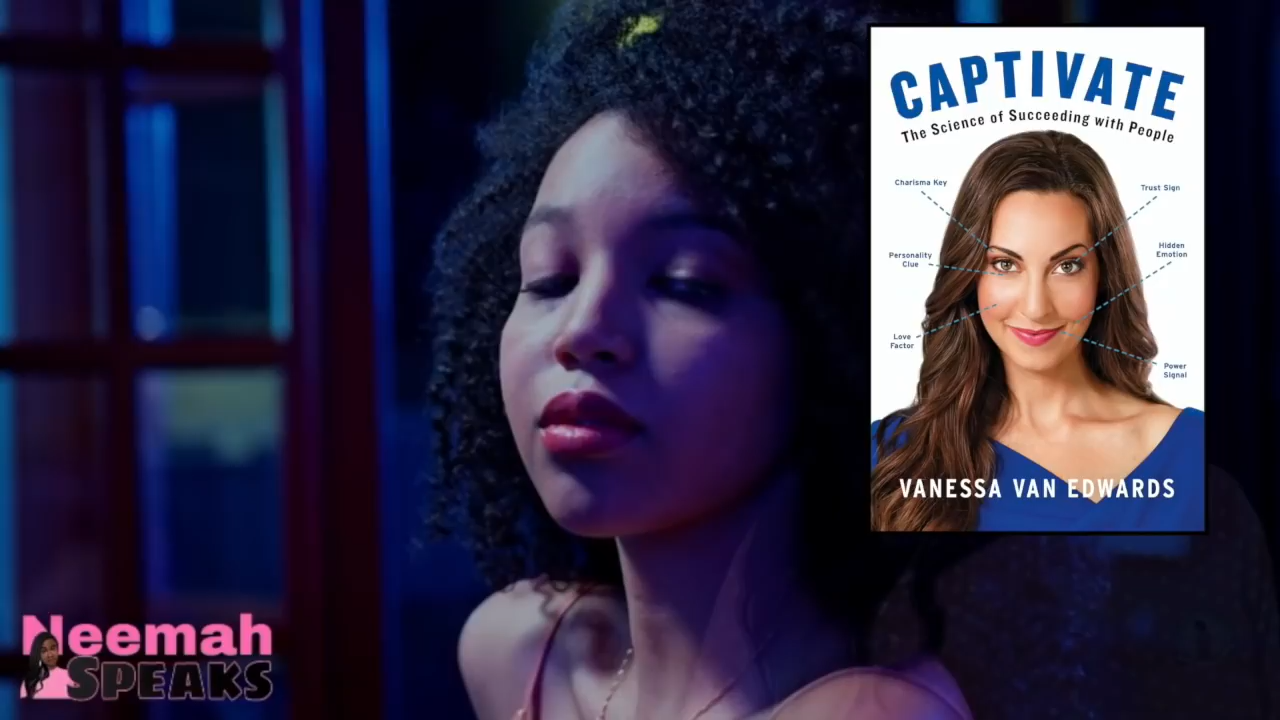 CAPTIVATE
The Science of Succeeding with People
Charisma Key
Trust Sign
Personality
Clue
Hidden
Emotion
Love
Factor
Power
Signal
VANESSA VAN EDWARDS
Neemah
SPEAKS